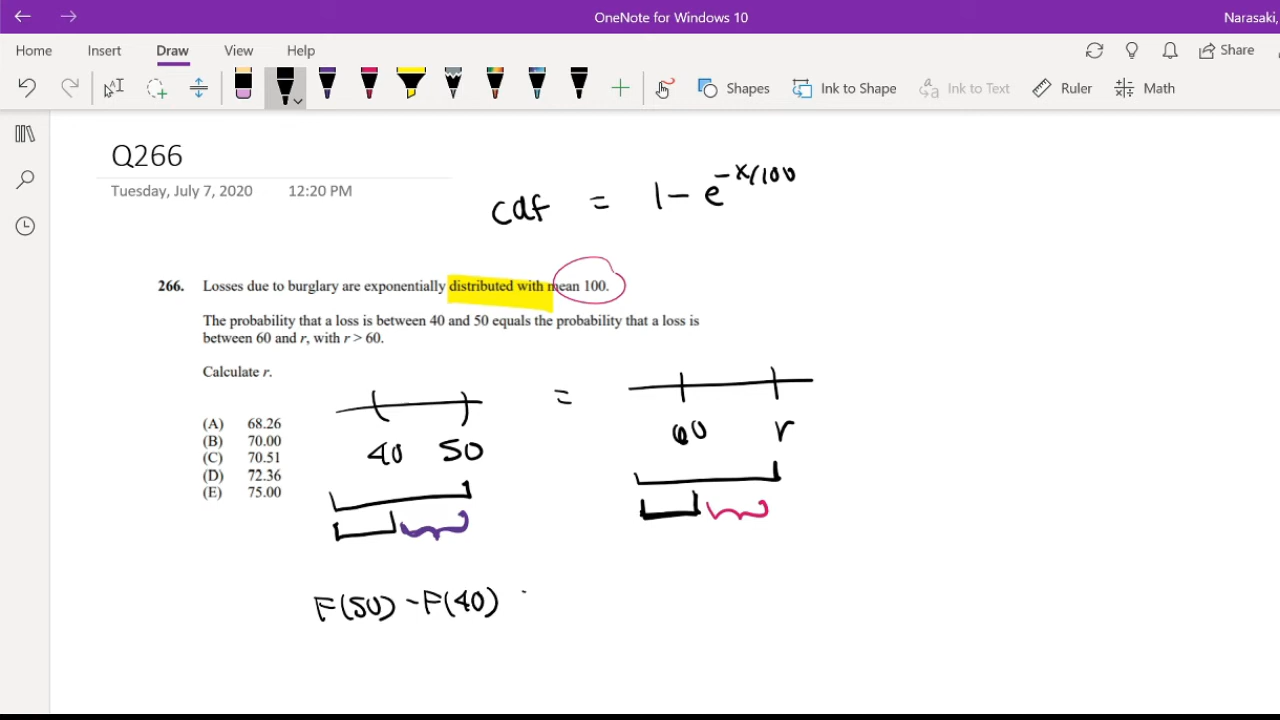 OneNote for Windows 10
Narasaki,
Home Insert Draw View Help
Share
Shapes Ink to Shape Ink to Text Ruler Math
Q266
Tuesday, July 7, 2020 12:20 PM
cdf = 1 - e^-x/100
266. Losses due to burglary are exponentially distributed with mean 100.
The probability that a loss is between 40 and 50 equals the probability that a loss is
between 60 and r, with r > 60.
Calculate r.
(A) 68.26
(B) 70.00
(C) 70.51
(D) 72.36
(E) 75.00
40 50 = 60 r
F(50) - F(40)